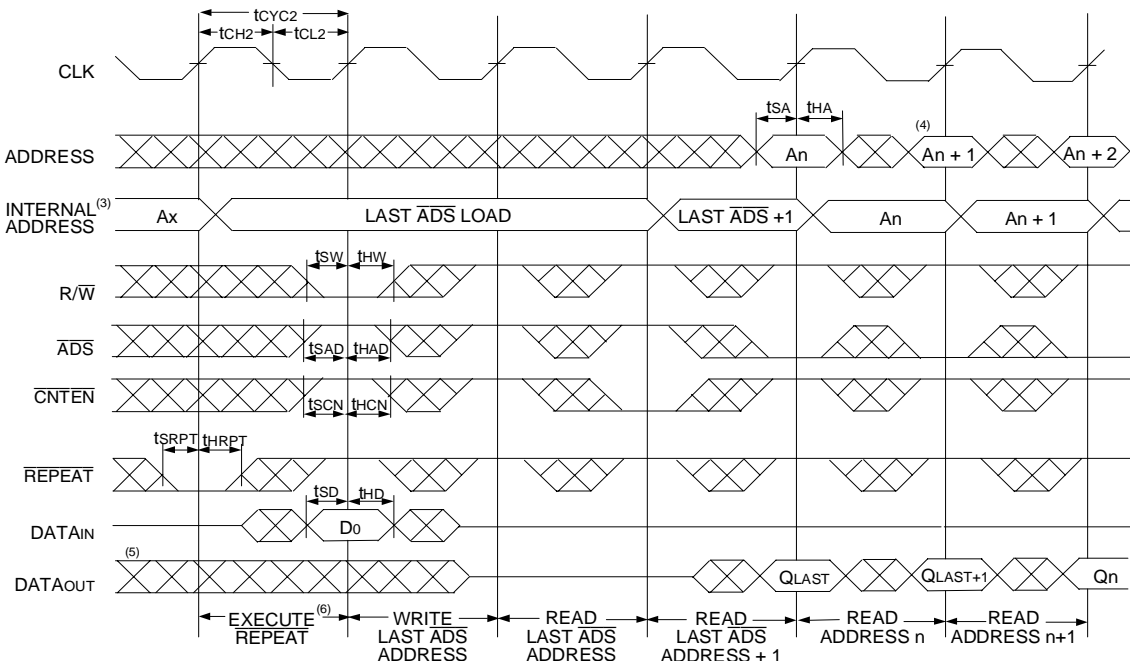 tCYC2
tCH2 tCL2
CLK
tSA tHA
ADDRESS An (4) An + 1 An + 2
INTERNAL(3)
ADDRESS
Ax LAST ADS LOAD LAST ADS +1 An An + 1
tSW tHW
R/W
ADS
tSAD tHAD
CNTEN
tSCN tHCN
tSRPT tHRPT
REPEAT
tSD tHD
DATAIN D0
(5)
DATAOUT QLAST QLAST+1 Qn
EXECUTE(6)
REPEAT
WRITE
LAST ADS
ADDRESS
READ
LAST ADS
ADDRESS
READ
LAST ADS
ADDRESS + 1
READ
ADDRESS n
READ
ADDRESS n+1